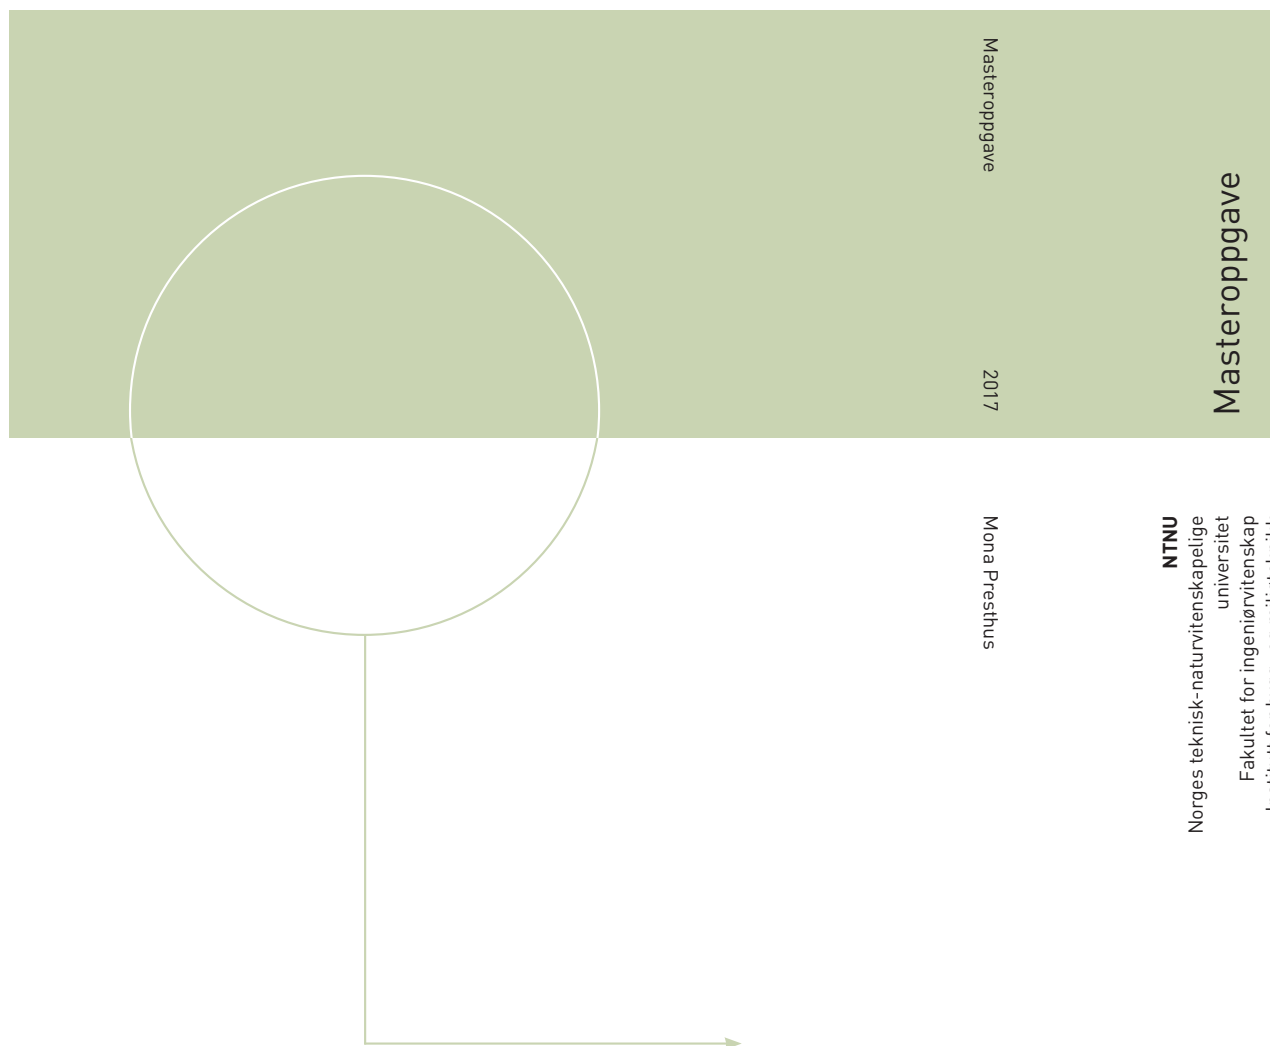 Masteroppgave
2017
Mona Presthus
Masteroppgave
NTNU
Norges teknisk-naturvitenskapelige
universitet
Fakultet for ingeniørvitenskap